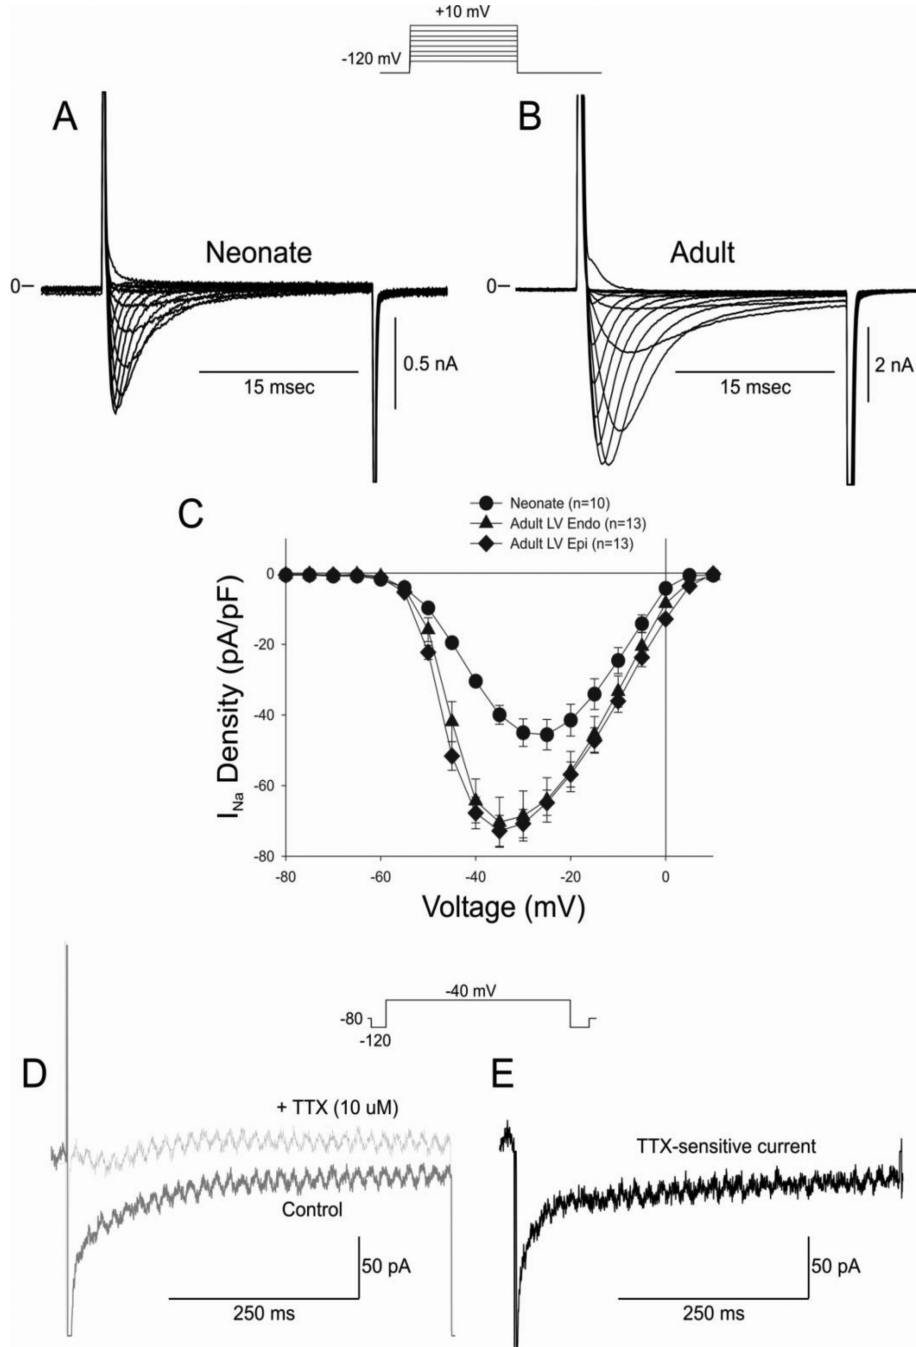 +10 mV
-120 mV
A
B
Neonate
Adult
0
0
0.5 nA
2 nA
15 msec
15 msec
C
Neonate (n=10)
Adult LV Endo (n=13)
Adult LV Epi (n=13)
0
-20
-40
-60
-80
I_Na Density (pA/pF)
-80
-60
-40
-20
0
Voltage (mV)
-40 mV
-80
-120
D
E
+ TTX (10 uM)
TTX-sensitive current
Control
50 pA
50 pA
250 ms
250 ms